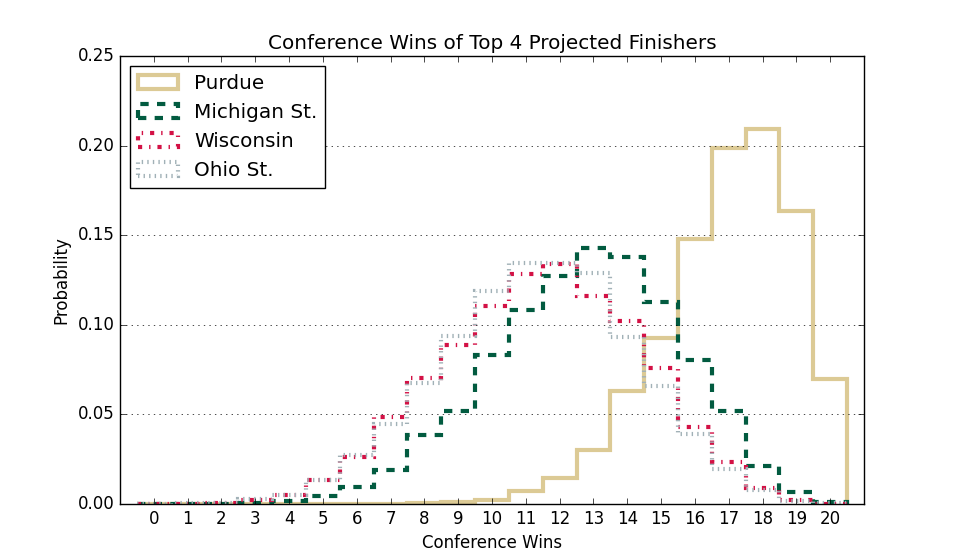 Conference Wins of Top 4 Projected Finishers
Purdue
Michigan St.
Wisconsin
Ohio St.
0.25
0.20
0.15
0.10
0.05
0.00
Probability
0 1 2 3 4 5 6 7 8 9 10 11 12 13 14 15 16 17 18 19 20
Conference Wins